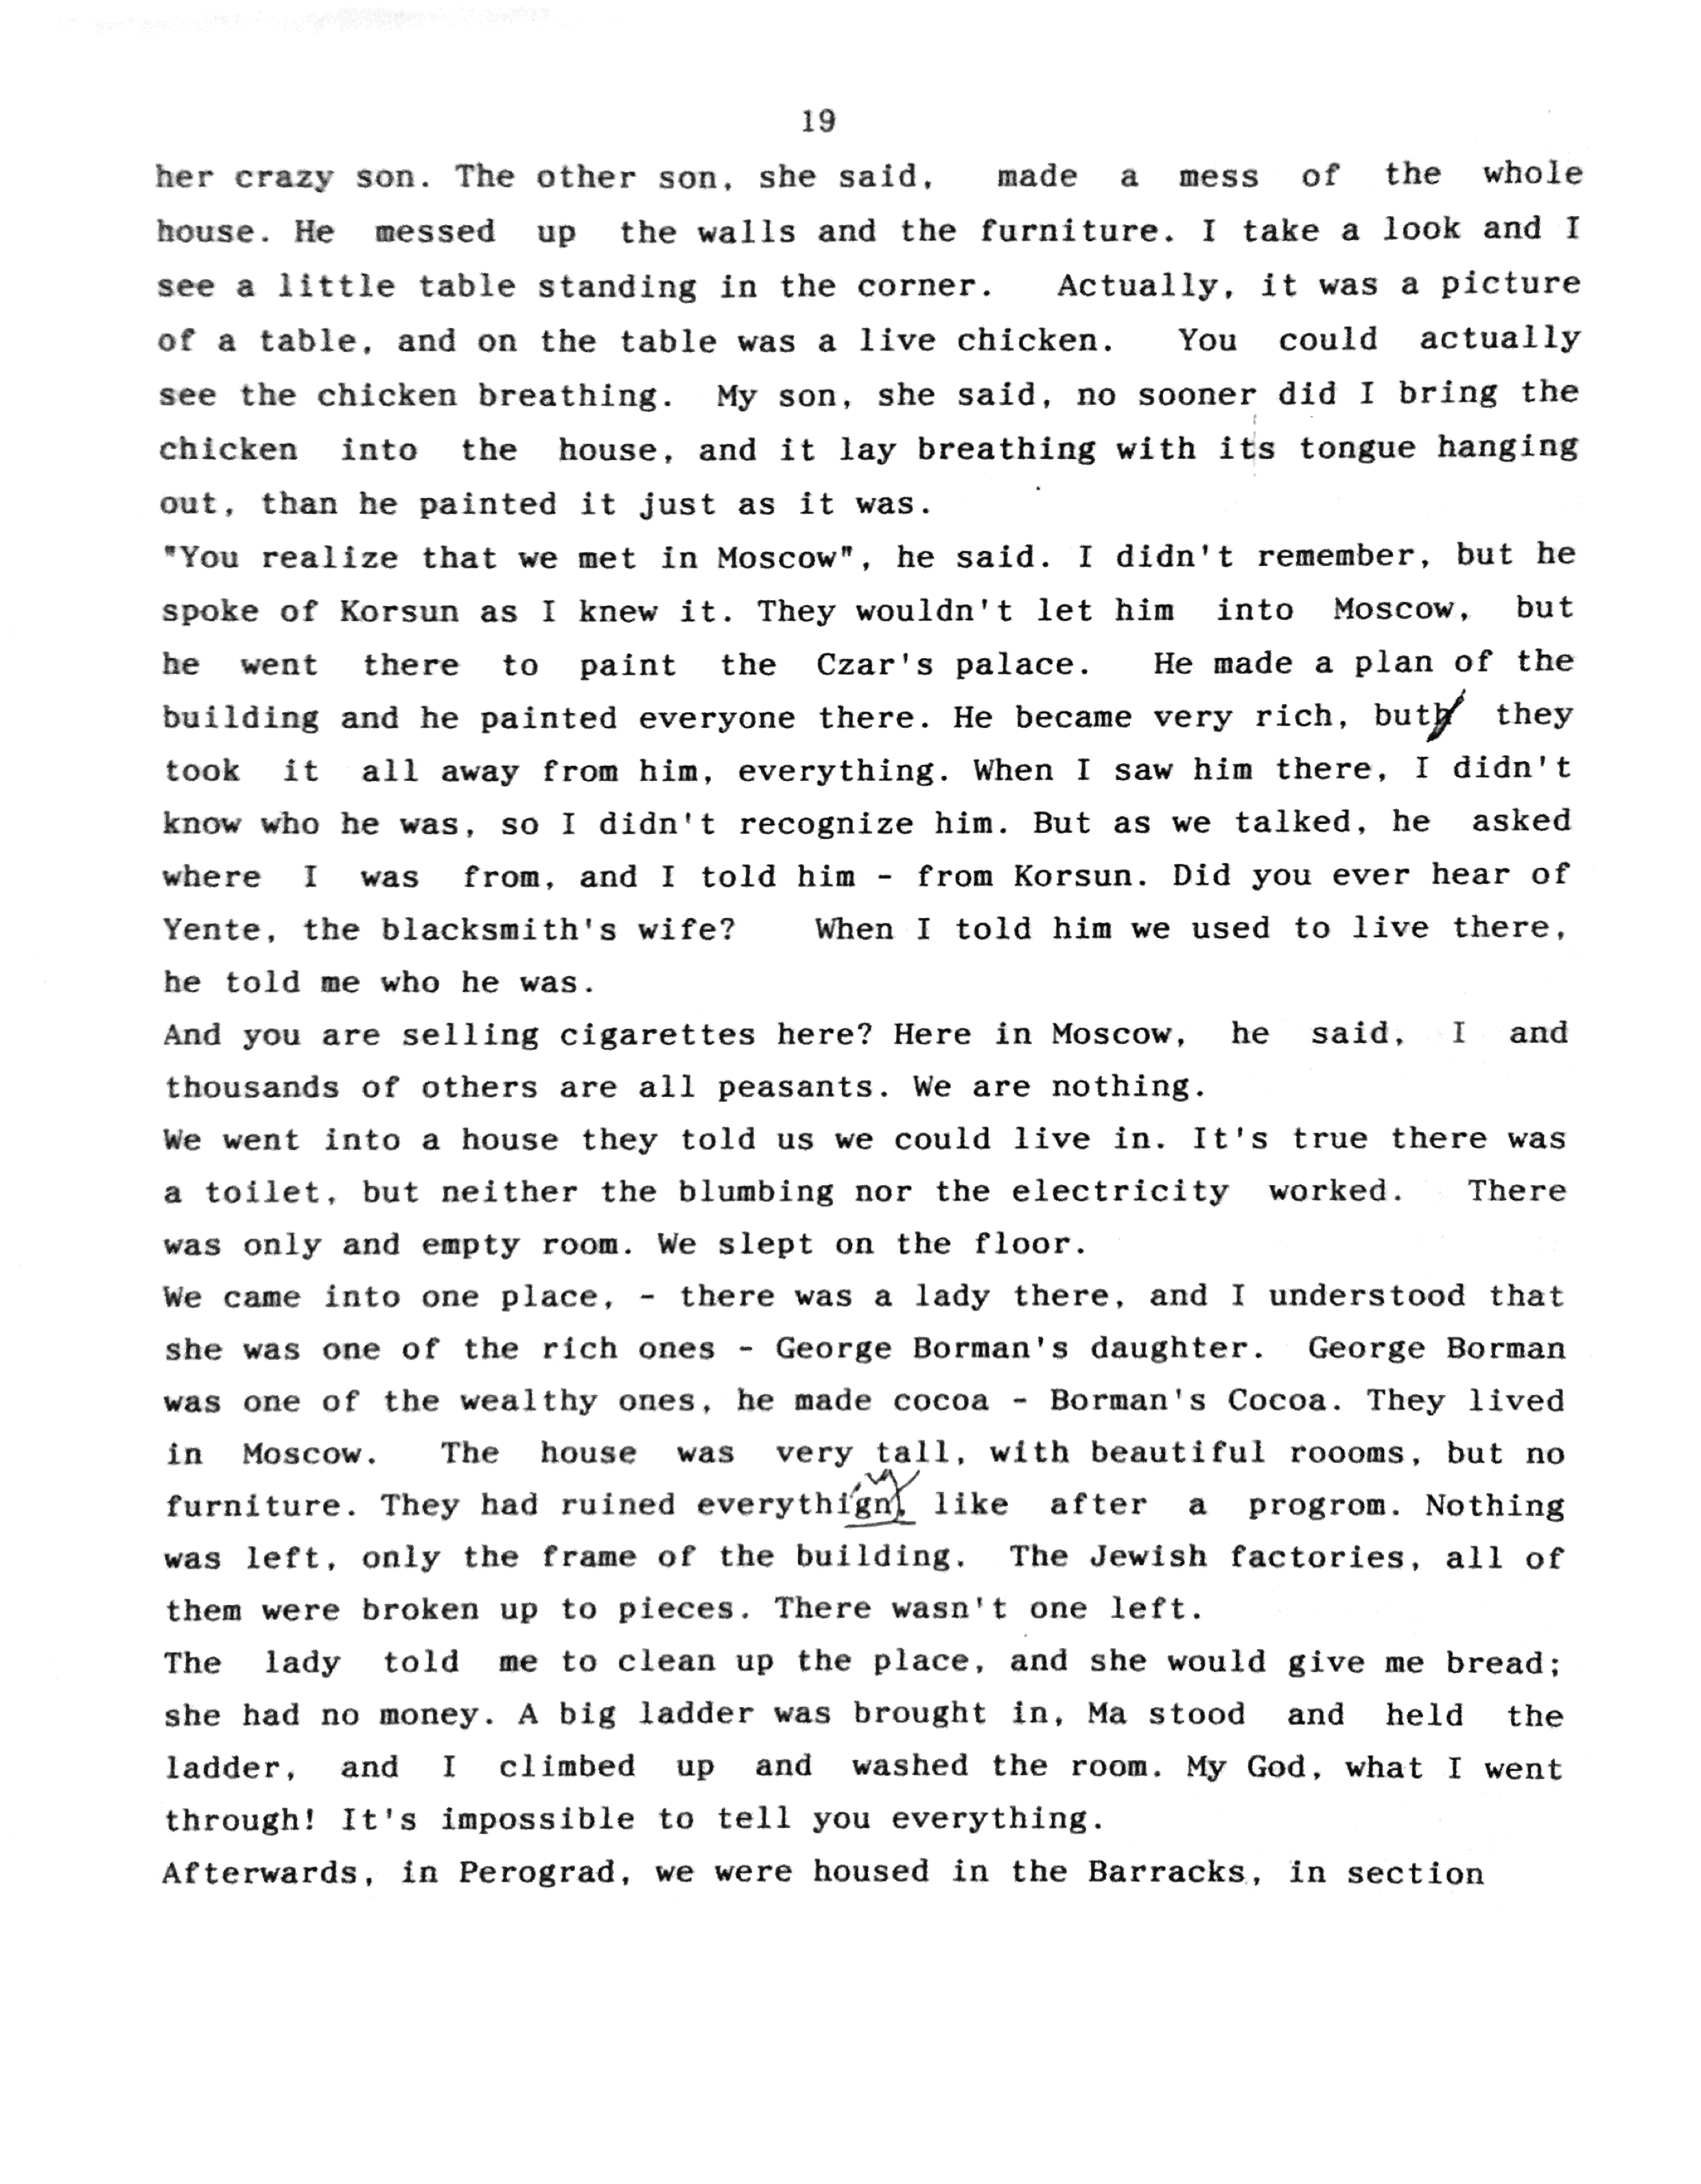 19
her crazy son. The other son, she said, made a mess of the whole
house. He messed up the walls and the furniture. I take a look and I
see a little table standing in the corner. Actually, it was a picture
of a table, and on the table was a live chicken. You could actually
see the chicken breathing. My son, she said, no sooner did I bring the
chicken into the house, and it lay breathing with its tongue hanging
out, than he painted it just as it was.
"You realize that we met in Moscow", he said. I didn't remember, but he
spoke of Korsun as I knew it. They wouldn't let him into Moscow, but
he went there to paint the Czar's palace. He made a plan of the
building and he painted everyone there. He became very rich, but they
took it all away from him, everything. When I saw him there, I didn't
know who he was, so I didn't recognize him. But as we talked, he asked
where I was from, and I told him - from Korsun. Did you ever hear of
Yente, the blacksmith's wife? When I told him we used to live there,
he told me who he was.
And you are selling cigarettes here? Here in Moscow, he said, I and
thousands of others are all peasants. We are nothing.
We went into a house they told us we could live in. It's true there was
a toilet, but neither the blumbing nor the electricity worked. There
was only and empty room. We slept on the floor.
We came into one place, - there was a lady there, and I understood that
she was one of the rich ones - George Borman's daughter. George Borman
was one of the wealthy ones, he made cocoa - Borman's Cocoa. They lived
in Moscow. The house was very tall, with beautiful roooms, but no
furniture. They had ruined everythign, like after a progrom. Nothing
was left, only the frame of the building. The Jewish factories, all of
them were broken up to pieces. There wasn't one left.
The lady told me to clean up the place, and she would give me bread;
she had no money. A big ladder was brought in, Ma stood and held the
ladder, and I climbed up and washed the room. My God, what I went
through! It's impossible to tell you everything.
Afterwards, in Perograd, we were housed in the Barracks, in section